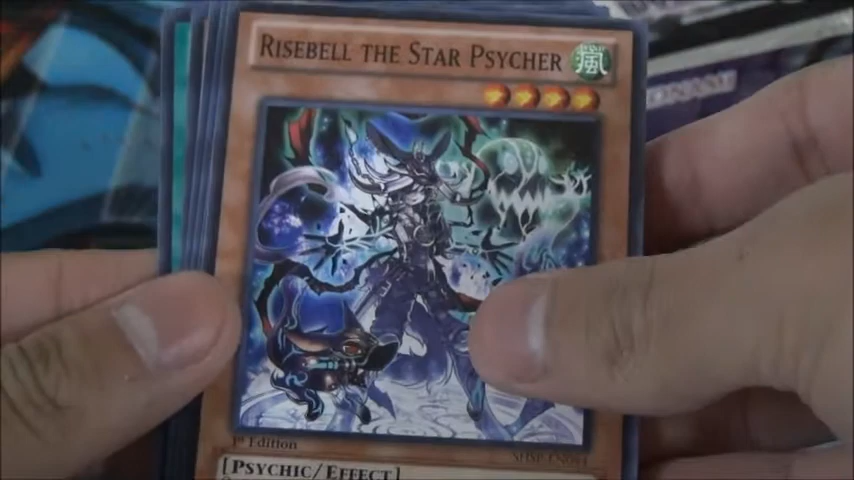 RISEBELL THE STAR PSYCHER 風
1st Edition
[PSYCHIC/EFFECT]